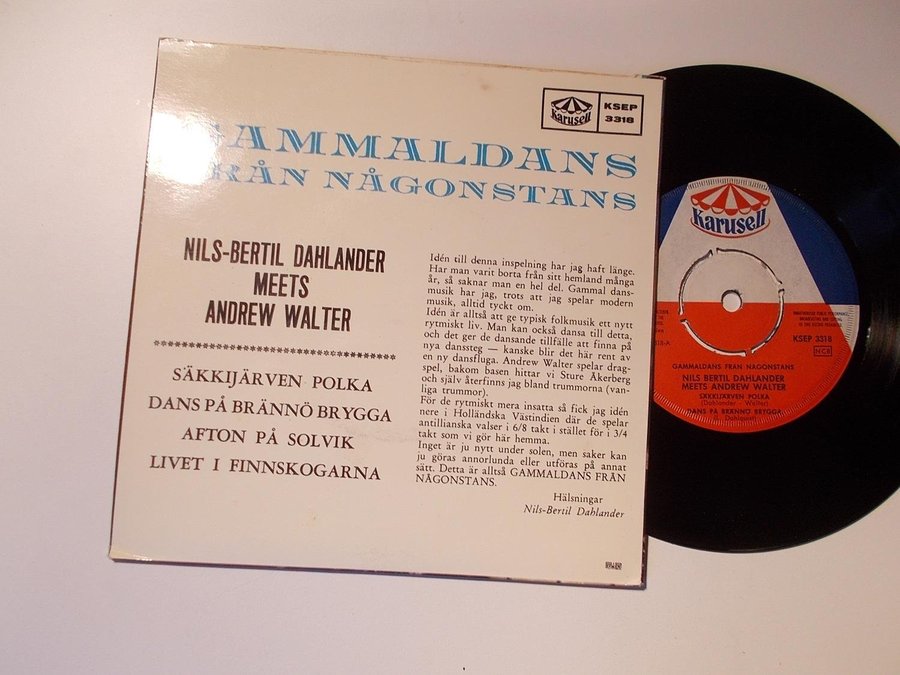 Karusell
KSEP
3318
GAMMALDANS
FRÅN NÅGONSTANS
NILS-BERTIL DAHLANDER
MEETS
ANDREW WALTER
SÄKKIJÄRVEN POLKA
DANS PÅ BRÄNNÖ BRYGGA
AFTON PÅ SOLVIK
LIVET I FINNSKOGARNA
Idén till denna inspelning har jag haft länge.
Har man varit borta från sitt hemland många
år, så saknar man en hel del. Gammal dans-
musik har jag, trots att jag spelar modern
musik, alltid tyckt om.
Idén är alltså att ge typisk folkmusik ett nytt
rytmiskt liv. Man kan också dansa till detta,
och det ger de dansande tillfälle att finna på
nya danssteg — kanske blir det här rent av
en ny dansfluga. Andrew Walter spelar drag-
spel, bakom basen hittar vi Sture Åkerberg
och själv återfinns jag bland trummorna (van-
liga trummor).
För de rytmiskt mera insatta så fick jag idén
nere i Holländska Västindien där de spelar
antillianska valser i 6/8 takt i stället för i 3/4
takt som vi gör här hemma.
Inget är ju nytt under solen, men saker kan
ju göras annorlunda eller utföras på annat
sätt. Detta är alltså GAMMALDANS FRÅN
NÅGONSTANS.
Hälsningar
Nils-Bertil Dahlander
Karusell
KSEP 3318
NCB
GAMMALDANS FRÅN NÅGONSTANS
NILS BERTIL DAHLANDER
MEETS ANDREW WALTER
SÄKKIJÄRVEN POLKA
(Dahlander - Walter)
DANS PÅ BRÄNNÖ BRYGGA
(L. Dahlquist)